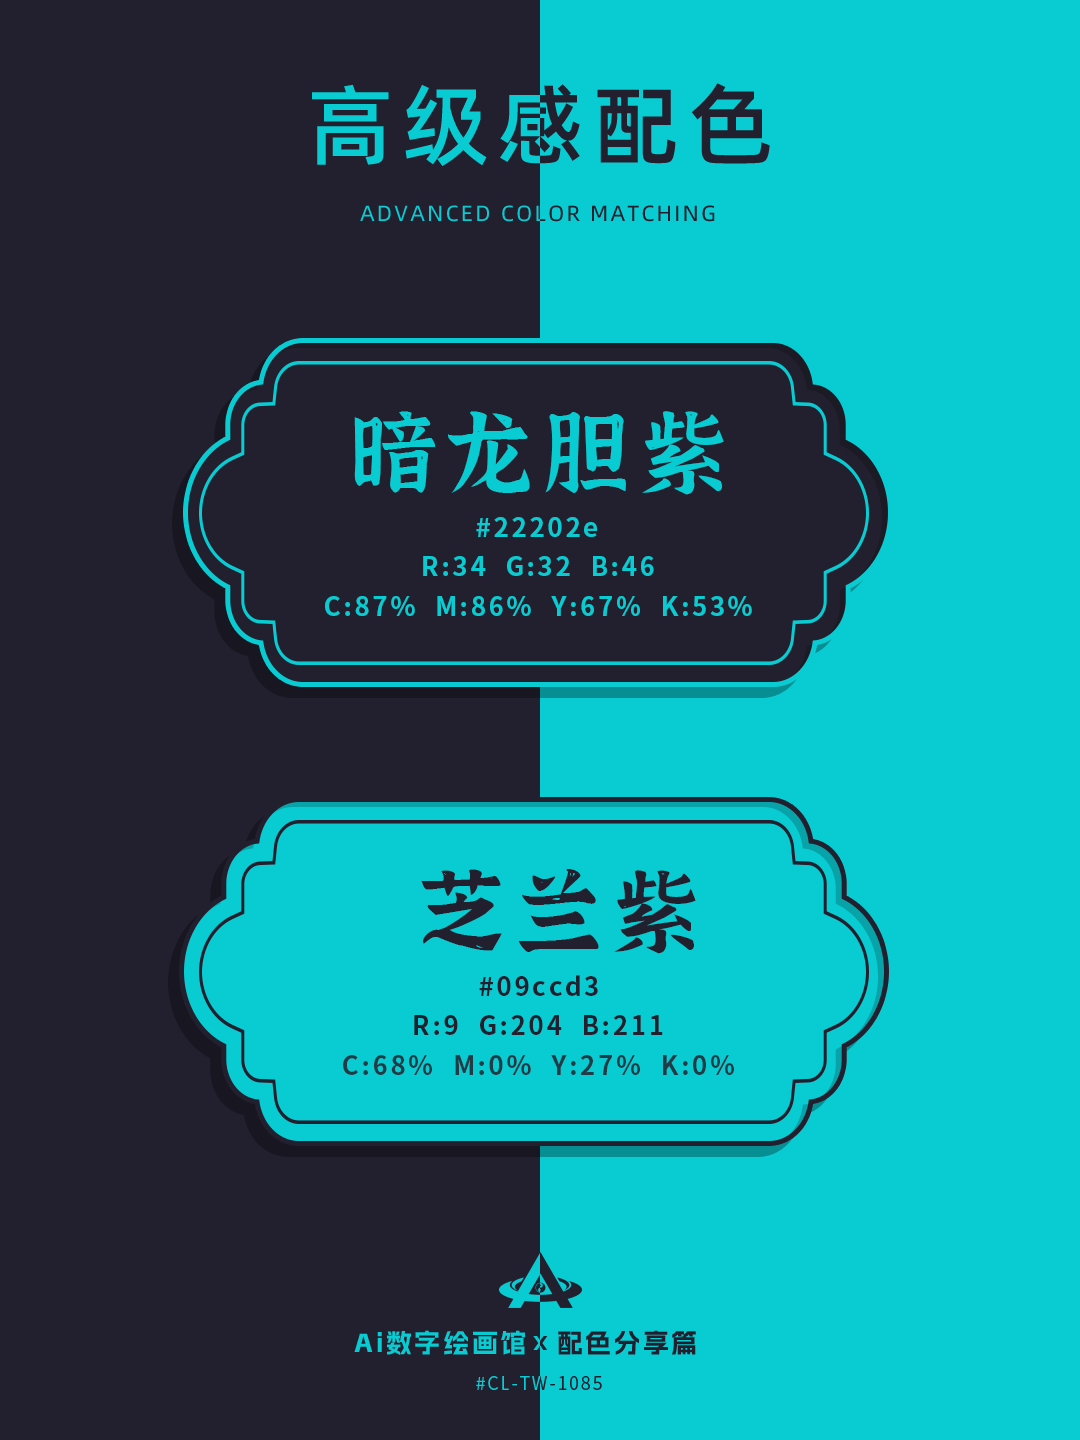 高级感配色
ADVANCED COLOR MATCHING
暗龙胆紫
#22202e
R:34 G:32 B:46
C:87% M:86% Y:67% K:53%
芝兰紫
#09ccd3
R:9 G:204 B:211
C:68% M:0% Y:27% K:0%
Ai数字绘画馆 x 配色分享篇
#CL-TW-1085